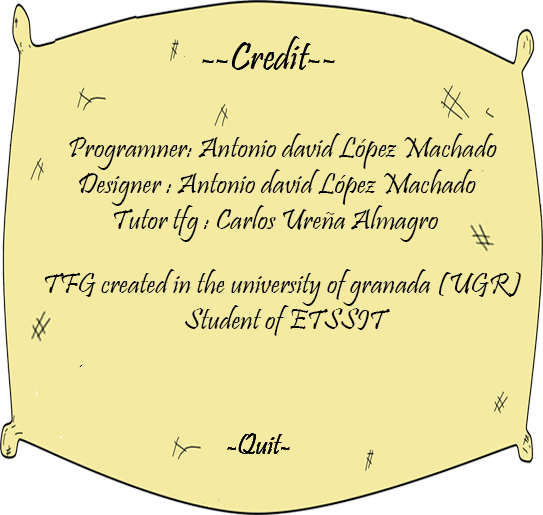 --Credit--
Programner: Antonio david López Machado
Designer : Antonio david López Machado
Tutor tfg : Carlos Ureña Almagro
TFG created in the university of granada (UGR)
Student of ETSSIT
~Quit~